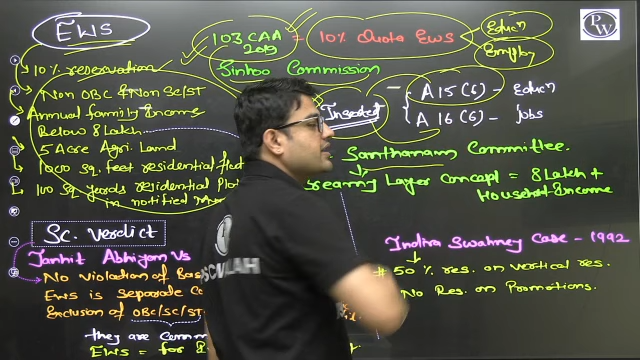 EWS
10% reservation
Non OBC & Non SC/ST
Annual family Income
Below 8 Lakh
5 Acre Agri. Land
1000 sq. feet residential flat
100 sq. yards residential Plot
in notified
103 CAA = 10% Quota EWS
2019
Educn
Employ
PW
Sinho Commission
Inserted
A 15 (6) - Educn
A 16 (6) - Jobs
Santhanam Committee.
Layer Concept = 8 Lakh +
Household Income
SC. verdict
Janhit Abhiyan Vs
No violation of Bas
EWS is separate
Exclusion of OBC/SC/ST
they are
EWS = for
SCWALLAH
Indira Swahney Case - 1992
# 50 % res. on vertical res.
No Res. on Promotions.